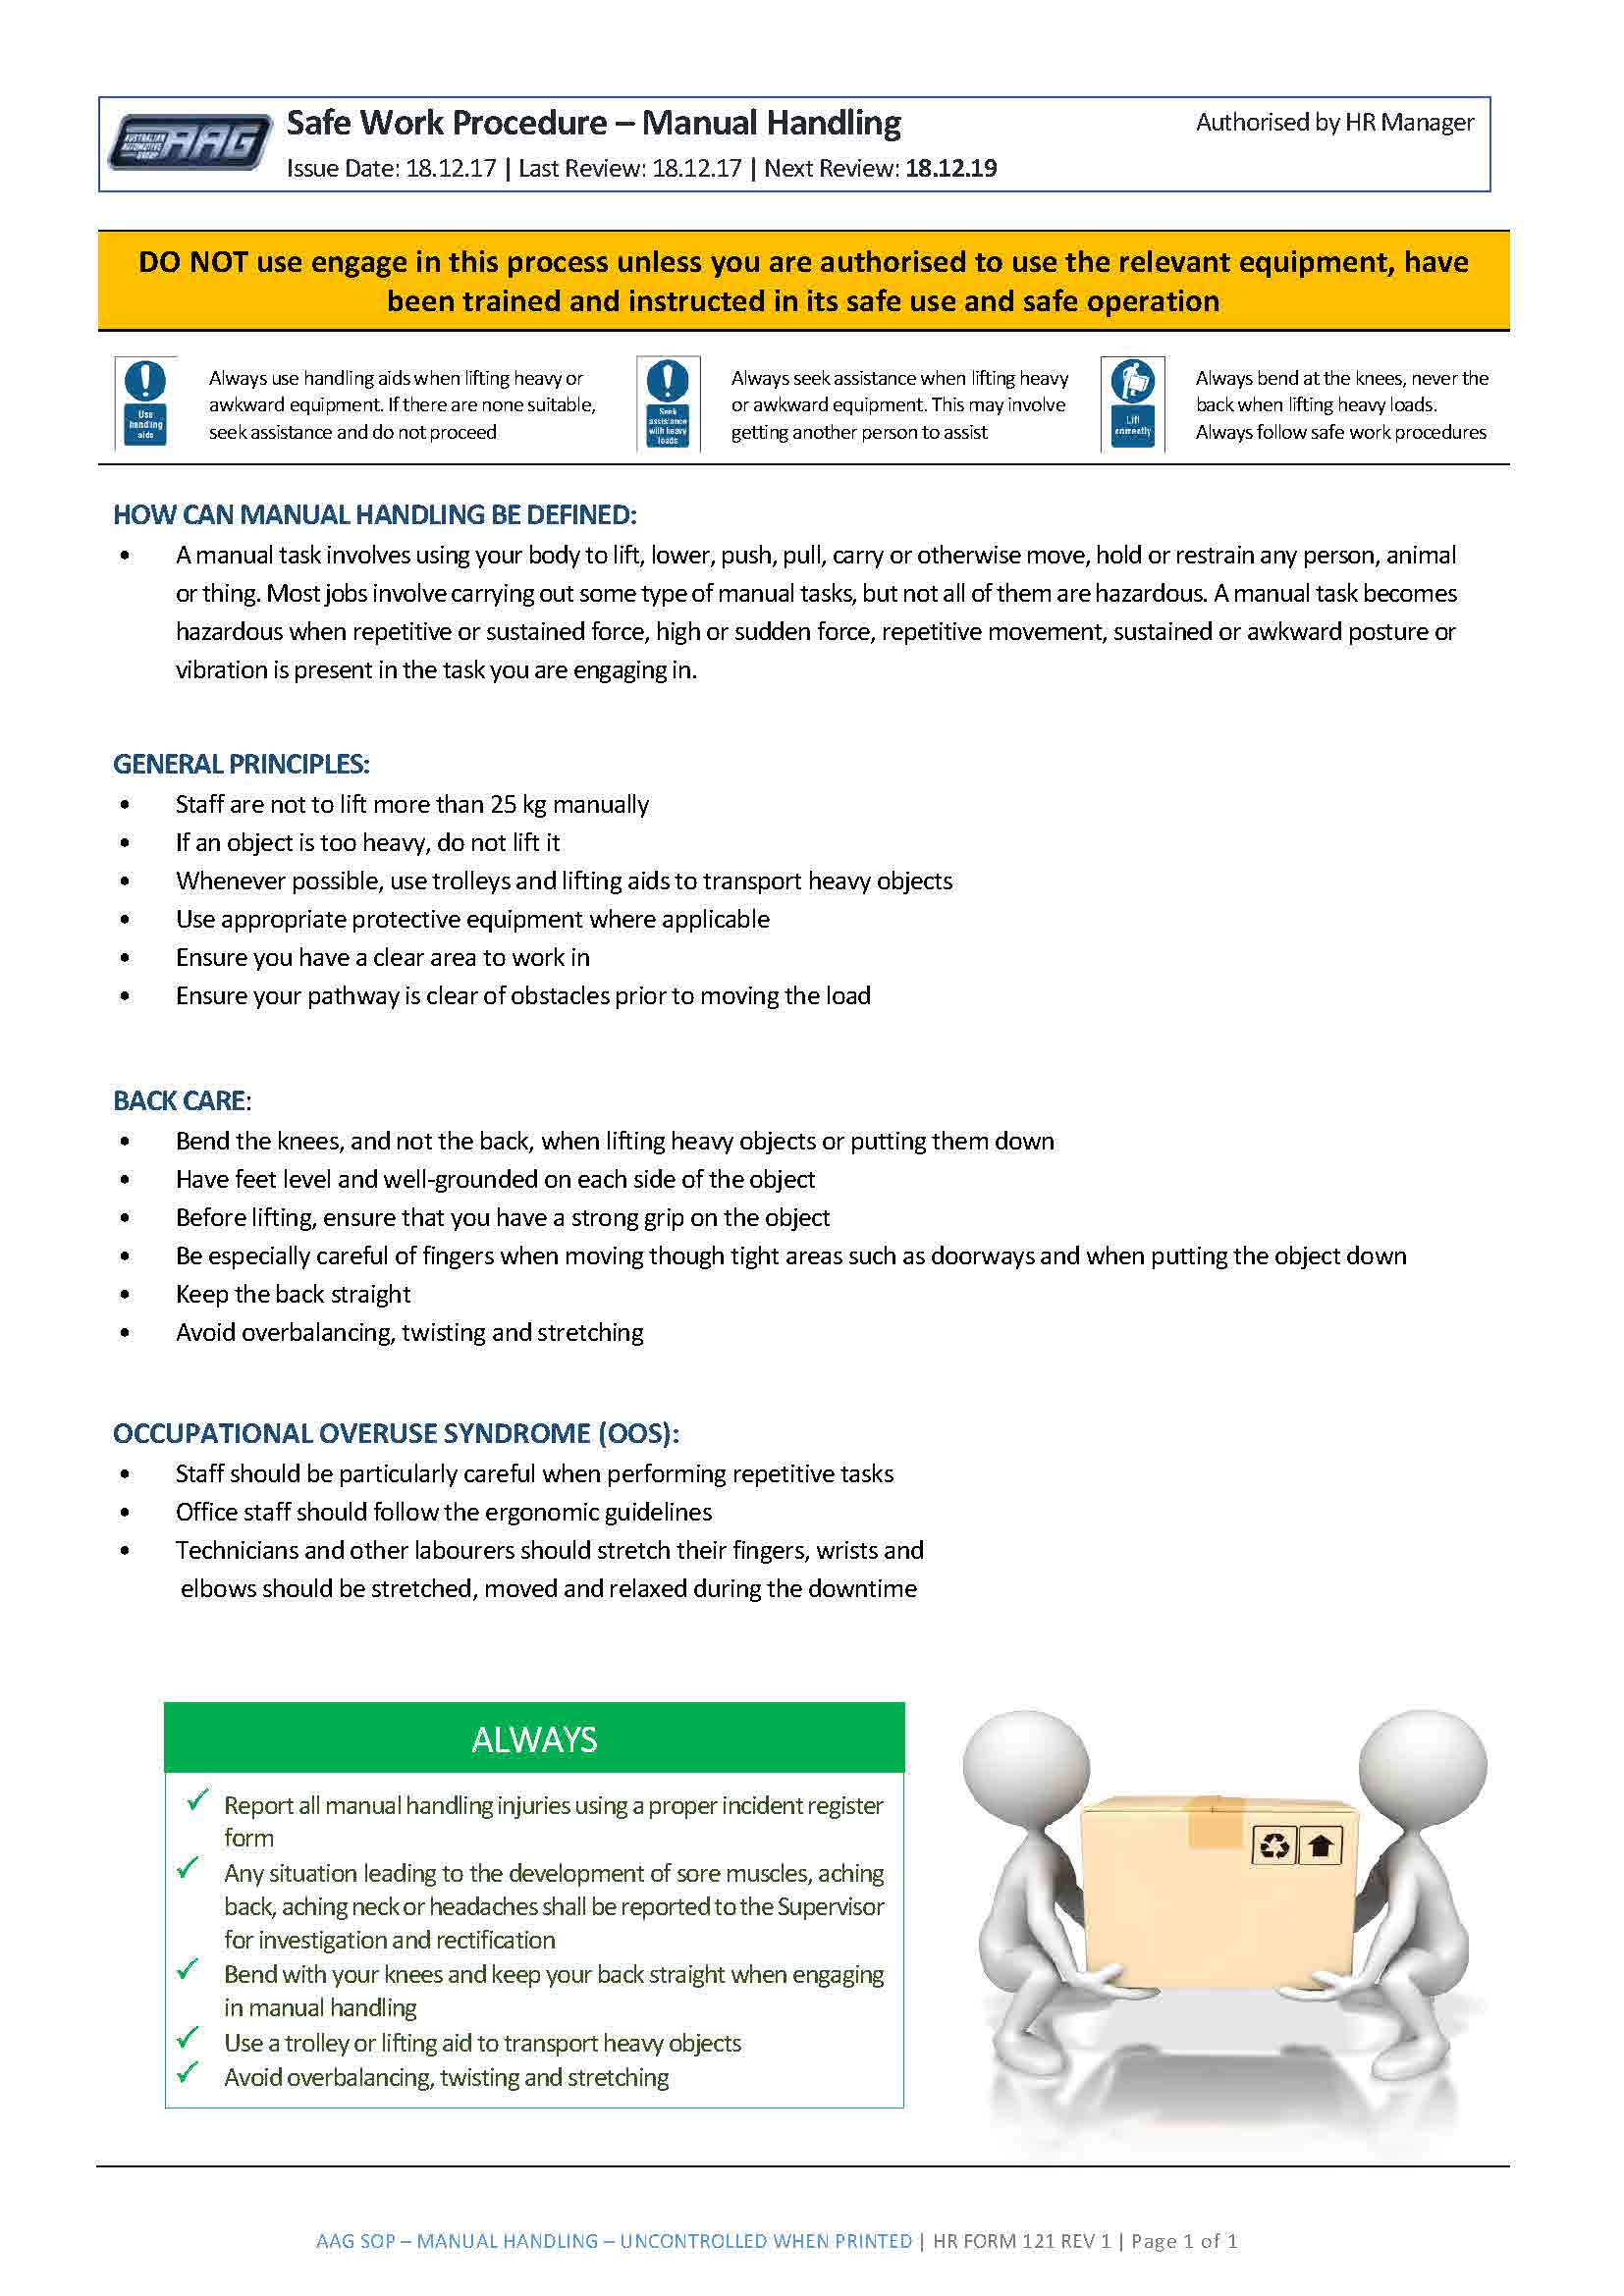 AUSTRALIAN
AUTOMOTIVE
GROUP
AAG
Safe Work Procedure – Manual Handling
Authorised by HR Manager
Issue Date: 18.12.17 | Last Review: 18.12.17 | Next Review: 18.12.19
DO NOT use engage in this process unless you are authorised to use the relevant equipment, have
been trained and instructed in its safe use and safe operation
Use
handling
aids
Always use handling aids when lifting heavy or
awkward equipment. If there are none suitable,
seek assistance and do not proceed
Seek
assistance
with heavy
loads
Always seek assistance when lifting heavy
or awkward equipment. This may involve
getting another person to assist
Lift
correctly
Always bend at the knees, never the
back when lifting heavy loads.
Always follow safe work procedures
HOW CAN MANUAL HANDLING BE DEFINED:
• A manual task involves using your body to lift, lower, push, pull, carry or otherwise move, hold or restrain any person, animal
or thing. Most jobs involve carrying out some type of manual tasks, but not all of them are hazardous. A manual task becomes
hazardous when repetitive or sustained force, high or sudden force, repetitive movement, sustained or awkward posture or
vibration is present in the task you are engaging in.
GENERAL PRINCIPLES:
• Staff are not to lift more than 25 kg manually
• If an object is too heavy, do not lift it
• Whenever possible, use trolleys and lifting aids to transport heavy objects
• Use appropriate protective equipment where applicable
• Ensure you have a clear area to work in
• Ensure your pathway is clear of obstacles prior to moving the load
BACK CARE:
• Bend the knees, and not the back, when lifting heavy objects or putting them down
• Have feet level and well-grounded on each side of the object
• Before lifting, ensure that you have a strong grip on the object
• Be especially careful of fingers when moving though tight areas such as doorways and when putting the object down
• Keep the back straight
• Avoid overbalancing, twisting and stretching
OCCUPATIONAL OVERUSE SYNDROME (OOS):
• Staff should be particularly careful when performing repetitive tasks
• Office staff should follow the ergonomic guidelines
• Technicians and other labourers should stretch their fingers, wrists and
elbows should be stretched, moved and relaxed during the downtime
ALWAYS
✓ Report all manual handling injuries using a proper incident register
form
✓ Any situation leading to the development of sore muscles, aching
back, aching neck or headaches shall be reported to the Supervisor
for investigation and rectification
✓ Bend with your knees and keep your back straight when engaging
in manual handling
✓ Use a trolley or lifting aid to transport heavy objects
✓ Avoid overbalancing, twisting and stretching
AAG SOP – MANUAL HANDLING – UNCONTROLLED WHEN PRINTED | HR FORM 121 REV 1 | Page 1 of 1